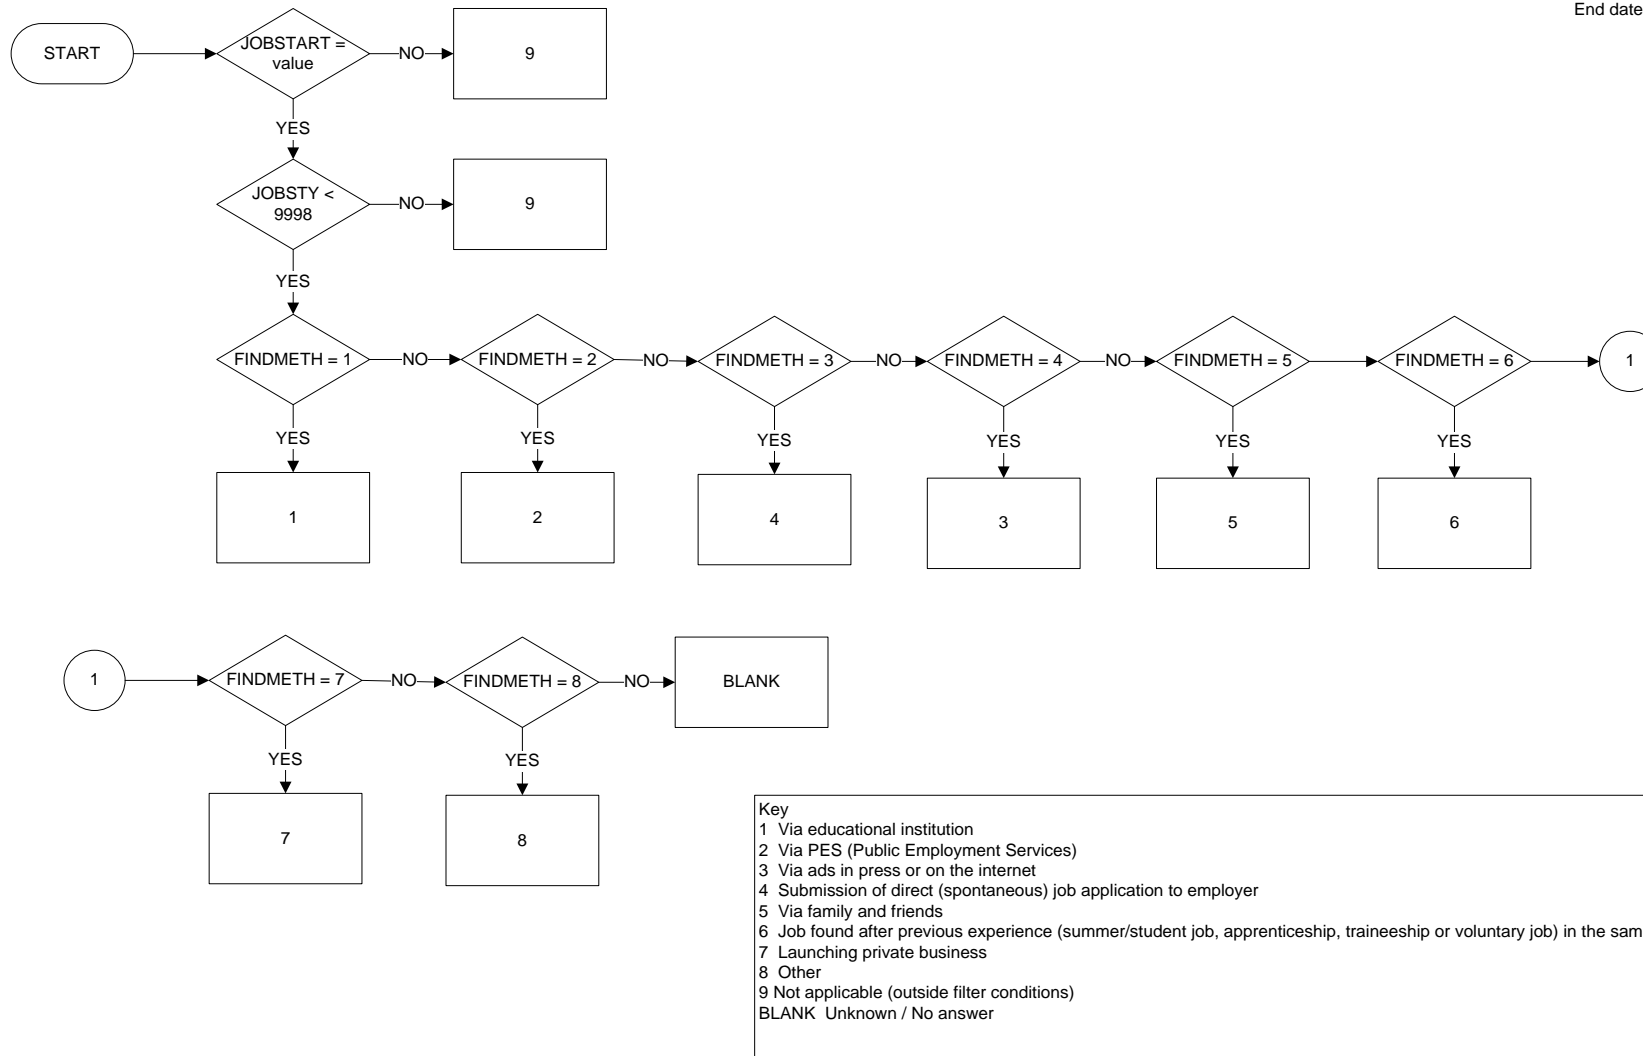 End date
START
JOBSTART =
value
NO
9
YES
JOBSTY <
9998
NO
9
YES
FINDMETH = 1
NO
FINDMETH = 2
NO
FINDMETH = 3
NO
FINDMETH = 4
NO
FINDMETH = 5
FINDMETH = 6
1
YES
YES
YES
YES
YES
YES
1
2
4
3
5
6
1
FINDMETH = 7
NO
FINDMETH = 8
NO
BLANK
YES
YES
7
8
Key
1 Via educational institution
2 Via PES (Public Employment Services)
3 Via ads in press or on the internet
4 Submission of direct (spontaneous) job application to employer
5 Via family and friends
6 Job found after previous experience (summer/student job, apprenticeship, traineeship or voluntary job) in the sam
7 Launching private business
8 Other
9 Not applicable (outside filter conditions)
BLANK Unknown / No answer